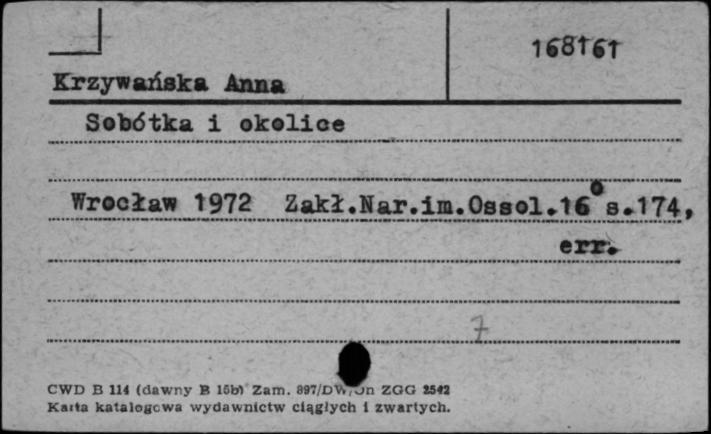 168161
Krzywańska Anna
Sobótka i okolice
Wrocław 1972 Zakł.Nar.im.Ossol.16° s.174,
err.
7
CWD B 114 (dawny B 15b) Zam. 897/DW/Jn ZGG 2542
Karta katalogowa wydawnictw ciągłych i zwartych.